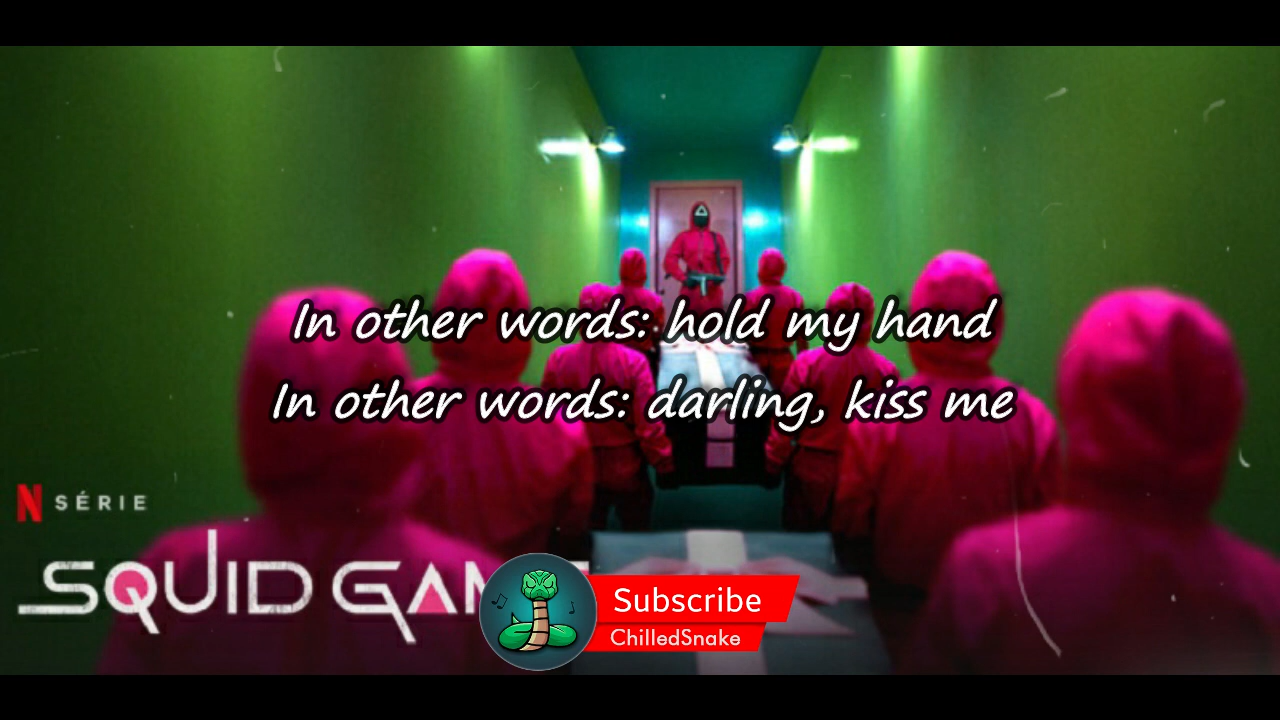 In other words: hold my hand
In other words: darling, kiss me
N SÉRIE
SQUID GAM
Subscribe
ChilledSnake